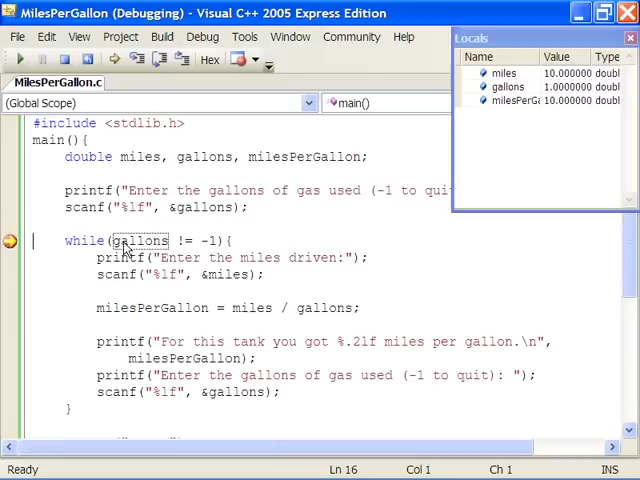 MilesPerGallon (Debugging) - Visual C++ 2005 Express Edition
File Edit View Project Build Debug Tools Window Community Help
Hex
Locals
Name Value Type
miles 10.000000 doubl
gallons 1.0000000 doubl
milesPerGa 10.000000 doubl
MilesPerGallon.c
(Global Scope) main()
#include <stdlib.h>
main(){
double miles, gallons, milesPerGallon;
printf("Enter the gallons of gas used (-1 to quit
scanf("%lf", &gallons);
while(gallons != -1){
printf("Enter the miles driven:");
scanf("%lf", &miles);
milesPerGallon = miles / gallons;
printf("For this tank you got %.2lf miles per gallon.\n",
milesPerGallon);
printf("Enter the gallons of gas used (-1 to quit): ");
scanf("%lf", &gallons);
}
Ready Ln 16 Col 1 Ch 1 INS